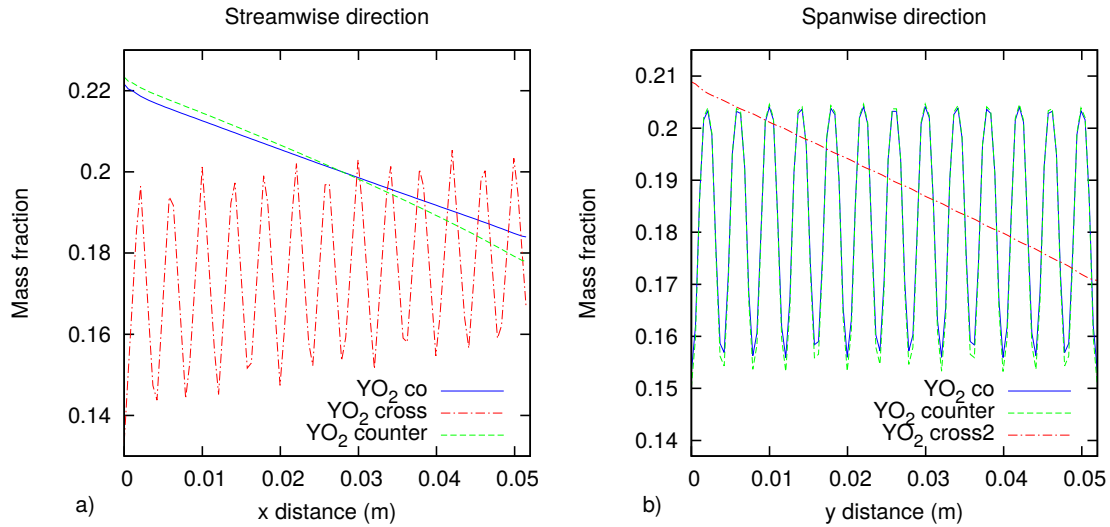 Streamwise direction
Mass fraction
0.22
0.2
0.18
0.16
0.14
YO2 co
YO2 cross
YO2 counter
0 0.01 0.02 0.03 0.04 0.05
a) x distance (m)
Spanwise direction
Mass fraction
0.21
0.2
0.19
0.18
0.17
0.16
0.15
0.14
YO2 co
YO2 counter
YO2 cross2
0 0.01 0.02 0.03 0.04 0.05
b) y distance (m)